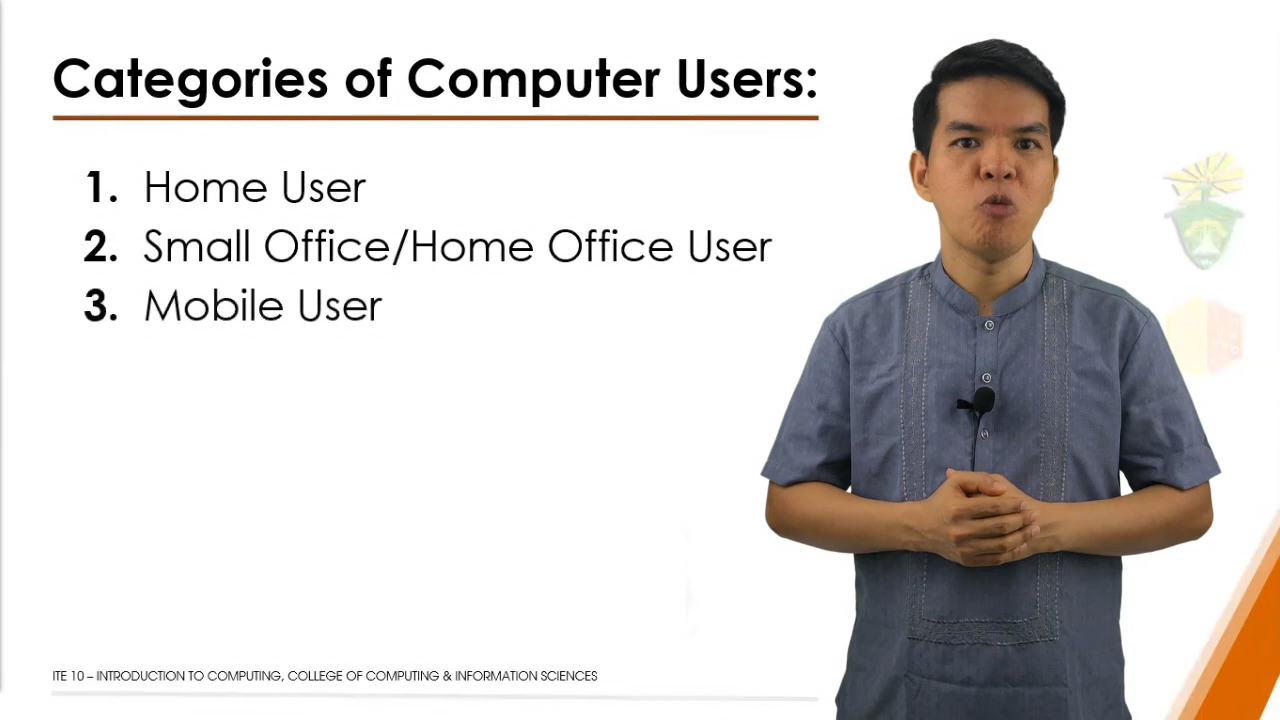 Categories of Computer Users:
1. Home User
2. Small Office/Home Office User
3. Mobile User
ITE 10 – INTRODUCTION TO COMPUTING, COLLEGE OF COMPUTING & INFORMATION SCIENCES